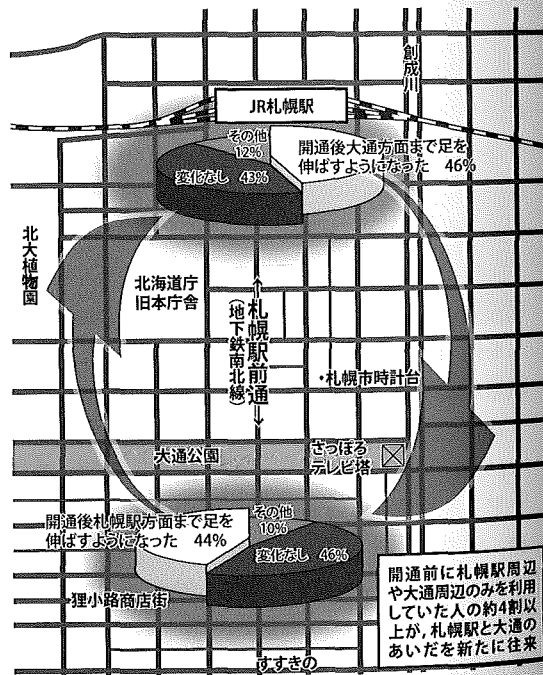 創成川
JR札幌駅
その他
12%
開通後大通方面まで足を
伸ばすようになった 46%
変化なし 43%
北大植物園
北海道庁
旧本庁舎
←札幌駅前通→
（地下鉄南北線）
・札幌市時計台
大通公園
さっぽろ
テレビ塔
開通後札幌駅方面まで足を
伸ばすようになった 44%
その他
10%
変化なし 46%
狸小路商店街
すすきの
開通前に札幌駅周辺
や大通周辺のみを利用
していた人の約4割以
上が，札幌駅と大通の
あいだを新たに往来